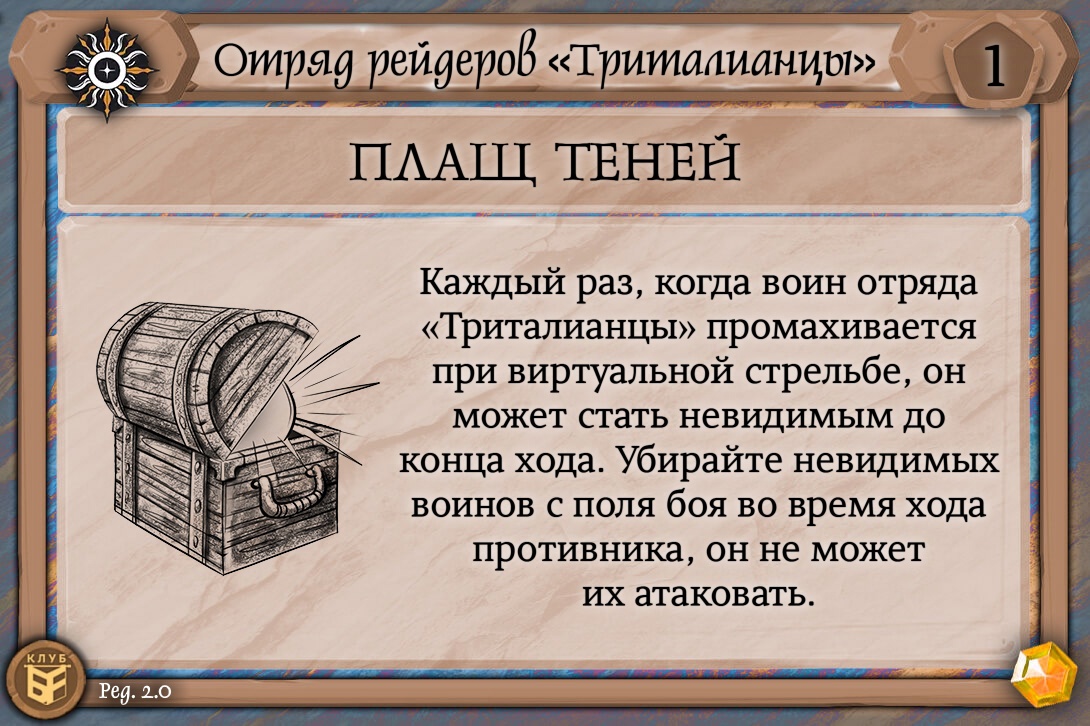 Отряд рейдеров «Триталианцы»
1
ПЛАЩ ТЕНЕЙ
Каждый раз, когда воин отряда
«Триталианцы» промахивается
при виртуальной стрельбе, он
может стать невидимым до
конца хода. Убирайте невидимых
воинов с поля боя во время хода
противника, он не может
их атаковать.
КЛУБ
Ред. 2.0